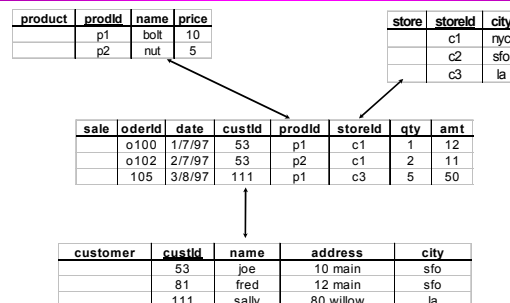 product prodId name price
p1 bolt 10
p2 nut 5
store storeId city
c1 nyc
c2 sfo
c3 la
sale oderId date custId prodId storeId qty amt
o100 1/7/97 53 p1 c1 1 12
o102 2/7/97 53 p2 c1 2 11
105 3/8/97 111 p1 c3 5 50
customer custId name address city
53 joe 10 main sfo
81 fred 12 main sfo
111 sally 80 willow la